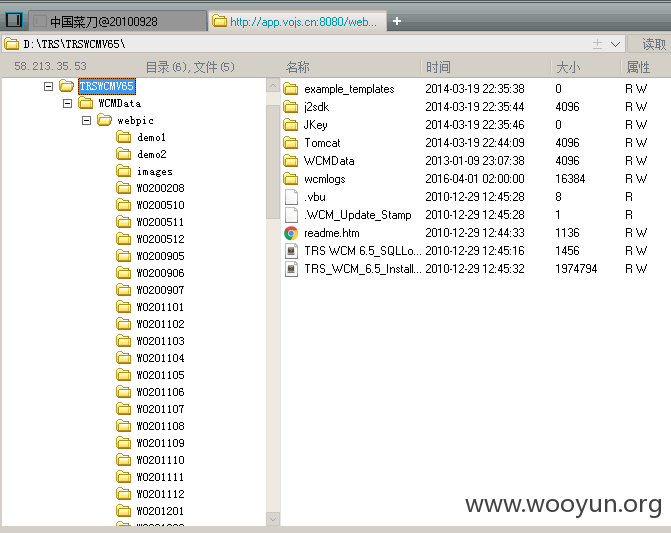 中国菜刀@20100928
http://app.vojs.cn:8080/web...
+
D:\TRS\TRSWCMV65\
读取
58.213.35.53 目录(6),文件(5)
名称 时间 大小 属性
TRSWCMV65
WCMData
webpic
demo1
demo2
images
W0200208
W0200510
W0200511
W0200512
W0200905
W0200906
W0200907
W0201101
W0201102
W0201103
W0201104
W0201105
W0201106
W0201107
W0201108
W0201109
W0201110
W0201111
W0201112
W0201201
example_templates 2014-03-19 22:35:38 0 R W
j2sdk 2014-03-19 22:35:44 4096 R W
JKey 2014-03-19 22:35:46 0 R W
Tomcat 2014-03-19 22:44:09 4096 R W
WCMData 2013-01-09 23:07:38 4096 R W
wcmlogs 2016-04-01 02:00:00 16384 R W
.vbu 2010-12-29 12:45:28 8 R
.WCM_Update_Stamp 2010-12-29 12:45:28 1 R
readme.htm 2010-12-29 12:44:33 1136 R W
TRS WCM 6.5_SQLLo... 2010-12-29 12:45:16 1456 R W
TRS_WCM_6.5_Install... 2010-12-29 12:45:32 1974794 R W
www.wooyun.org